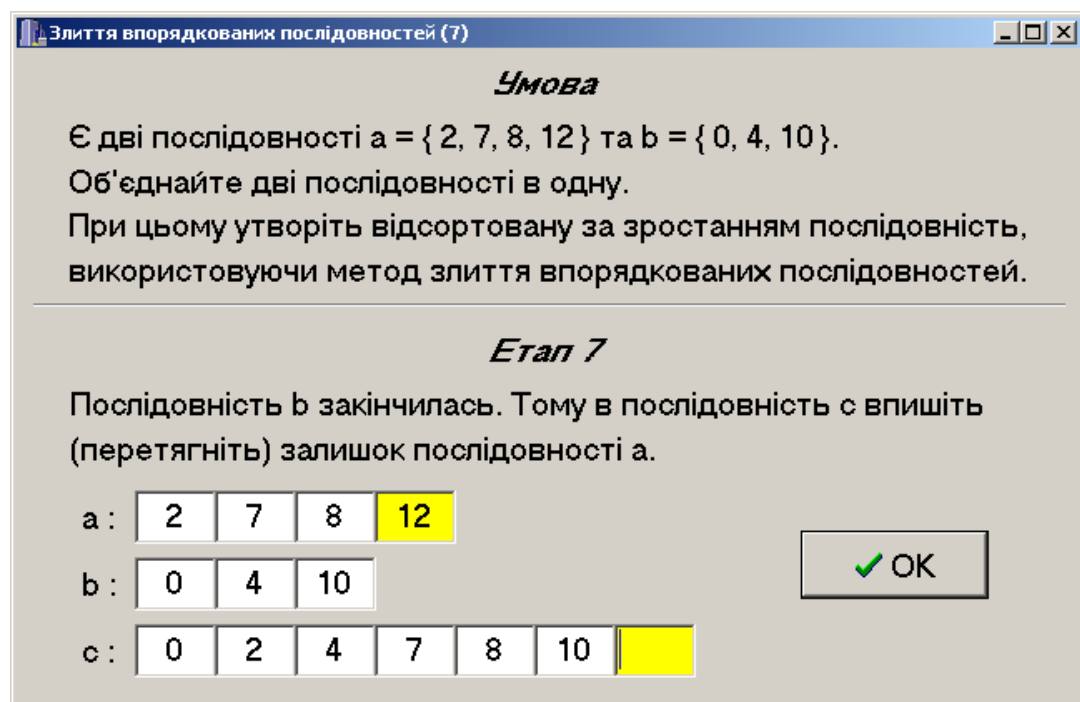 Злиття впорядкованих послідовностей (7)
Умова
Є дві послідовності a = { 2, 7, 8, 12 } та b = { 0, 4, 10 }.
Об'єднайте дві послідовності в одну.
При цьому утворіть відсортовану за зростанням послідовність,
використовуючи метод злиття впорядкованих послідовностей.
Етап 7
Послідовність b закінчилась. Тому в послідовність c впишіть
(перетягніть) залишок послідовності a.
a : 2 7 8 12
b : 0 4 10
OK
c : 0 2 4 7 8 10